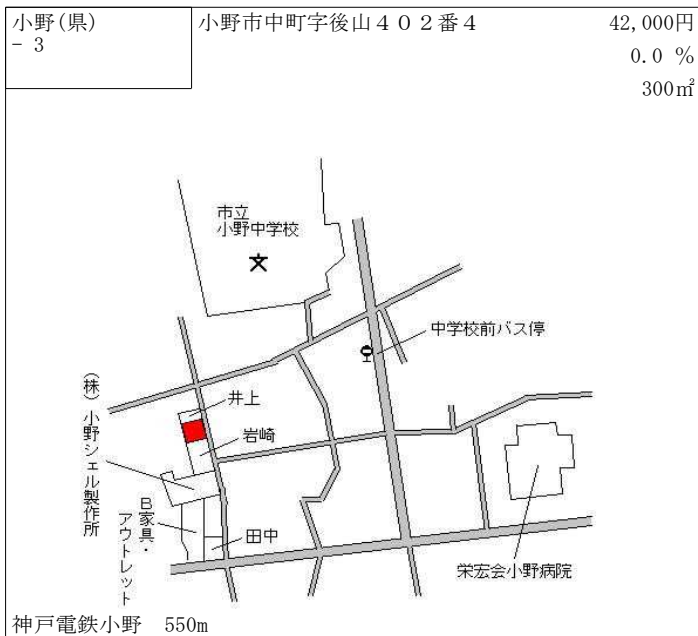 小野(県)
- 3
小野市中町字後山４０２番４
42,000円
0.0 %
300㎡
市立
小野中学校
中学校前バス停
井上
岩崎
(株)小野シェル製作所
B家具・
アウトレット
田中
栄宏会小野病院
神戸電鉄小野 550m